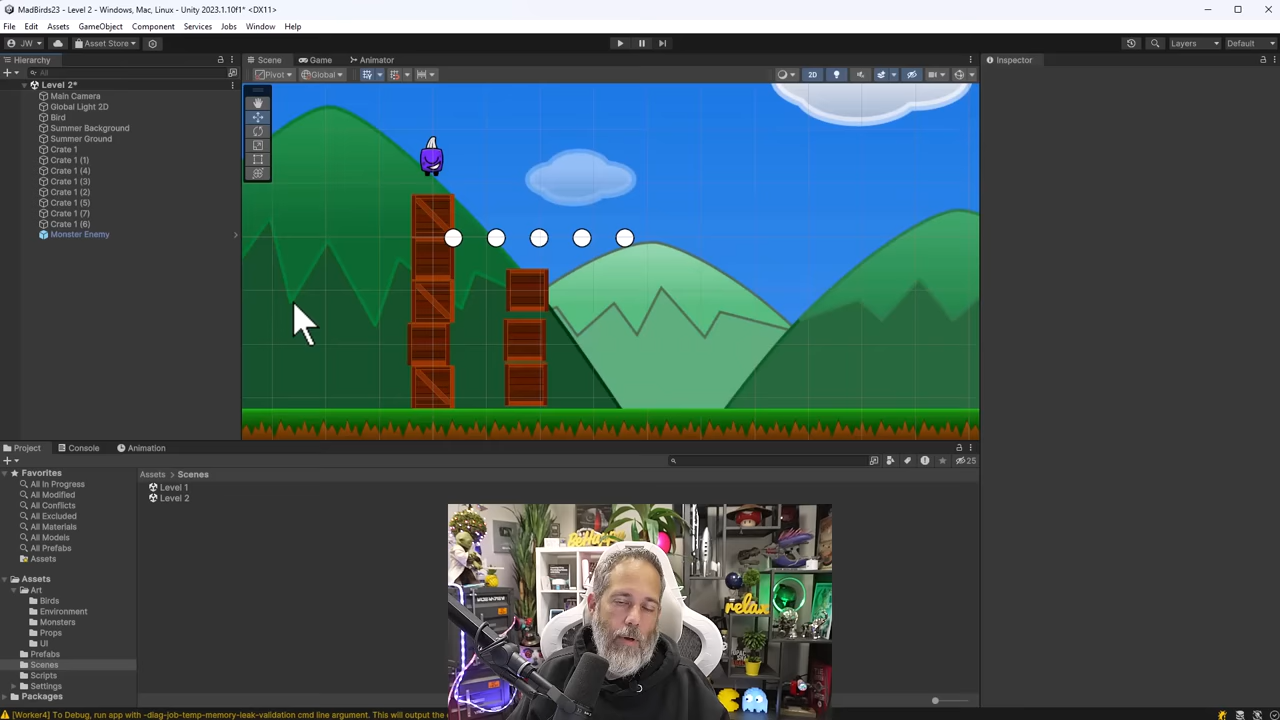 MadBirds23 - Level 2 - Windows, Mac, Linux - Unity 2023.1.10f1* <DX11>
File Edit Assets GameObject Component Services Jobs Window Help
JW Asset Store Layers Default
Hierarchy Scene Game Animator Inspector
All Pivot Global 2D
Level 2*
Main Camera
Global Light 2D
Bird
Summer Background
Summer Ground
Crate 1
Crate 1 (1)
Crate 1 (4)
Crate 1 (3)
Crate 1 (2)
Crate 1 (5)
Crate 1 (7)
Crate 1 (6)
Monster Enemy
Project Console Animation
25
Favorites
All In Progress
All Modified
All Conflicts
All Excluded
All Materials
All Models
All Prefabs
Assets
Assets
Art
Birds
Environment
Monsters
Props
UI
Prefabs
Scenes
Scripts
Settings
Packages
Assets > Scenes
Level 1
Level 2
relax
[Worker4] To Debug, run app with -diag-job-temp-memory-leak-validation cmd line argument. This will output the